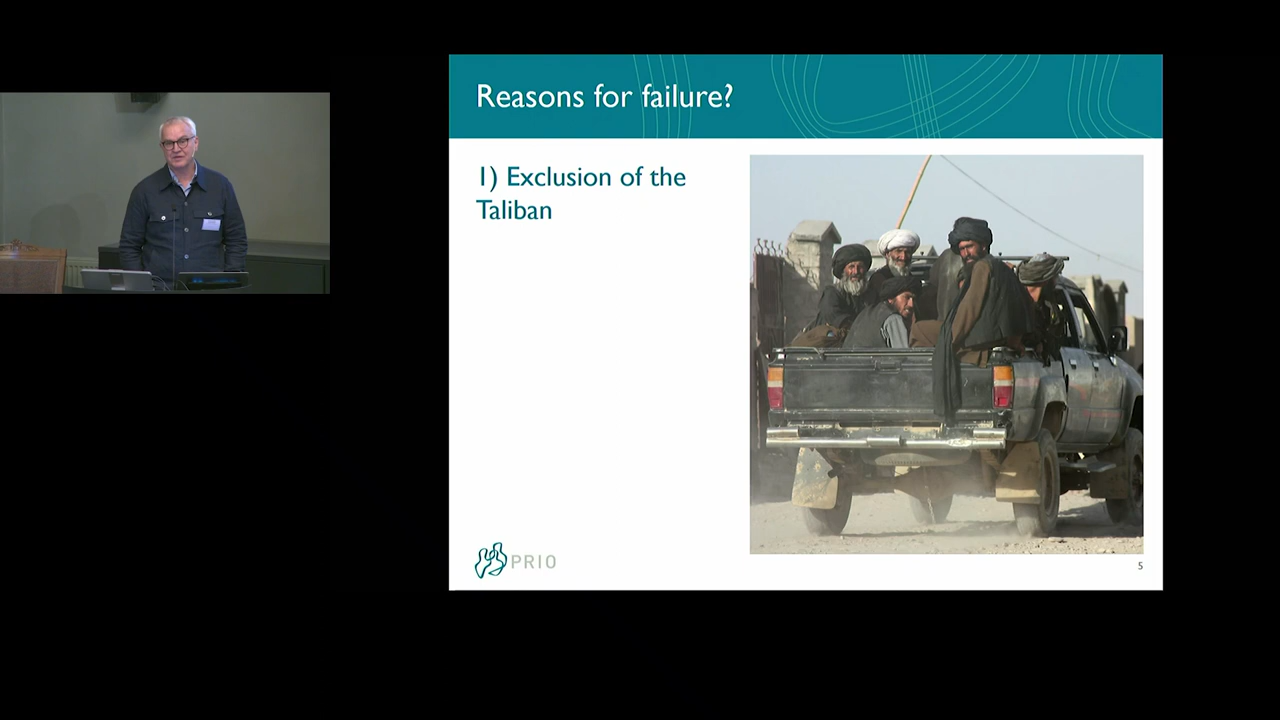 Reasons for failure?
1) Exclusion of the
Taliban
PRIO
5